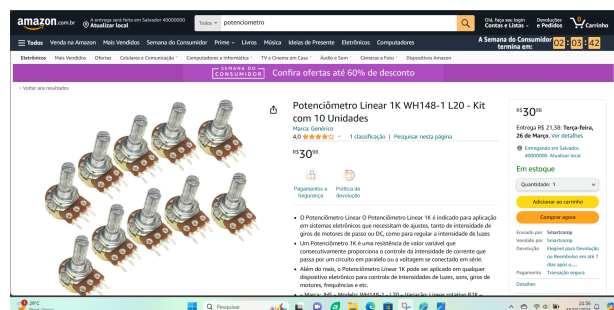 amazon.com.br
A entrega será feita em Salvador 40000000
Atualizar local
Todos
potenciometro
Olá, faça seu login
Contas e Listas
Devoluções
e Pedidos
Carrinho
Todos Venda na Amazon Mais Vendidos Semana do Consumidor Prime Livros Música Ideias de Presente Eletrônicos Computadores
A Semana do Consumidor
termina em: 02 : 03 : 42
Eletrônicos Mais Vendidos Ofertas Celulares e Comunicação Computadores e Informática TV e Cinema em Casa Áudio e Som Câmeras e Foto Dispositivos Amazon
SEMANA DO
CONSUMIDOR
Confira ofertas até 60% de desconto
‹ Voltar aos resultados
Potenciômetro Linear 1K WH148-1 L20 - Kit
com 10 Unidades
Marca: Genérico
4,0 1 classificação | Pesquisar nesta página
R$3098
Pagamentos e
Segurança
Política de
devolução
• O Potenciômetro Linear O Potenciômetro Linear 1K é indicado para aplicação
em sistemas eletrônicos que necessitam de ajustes, tanto de intensidade de
giros de motores de passo ou DC, como para regular a intensidade de luzes
• Um Potenciômetro 1K é uma resistência de valor variável que
consecutivamente proporciona o controle da intensidade de corrente que
passa por um circuito em paralelo ou a voltagem se conectado em série.
• Além do mais, o Potenciômetro Linear 1K pode ser aplicado em qualquer
dispositivo eletrônico para controle de intensidades de luzes, sons, giros de
motores, frequências e etc.
R$3098
Entrega R$ 21,38: Terça-feira,
26 de Março. Ver detalhes
Entregando em Salvador,
40000000. Atualizar local
Em estoque
Quantidade: 1
Adicionar ao carrinho
Comprar agora
Enviado por Smartcomp
Vendido por Smartcomp
Devolução Elegível para Devolução
ou Reembolso em até 7
dias após o...
Pagamento Transação segura
Detalhes
29°C
Pesquisar
21:56